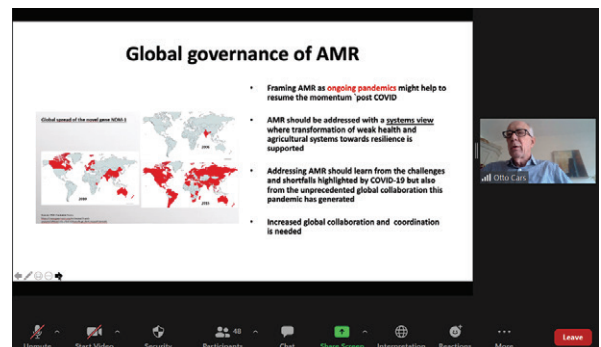 Global governance of AMR
• Framing AMR as ongoing pandemics might help to
resume the momentum `post COVID
• AMR should be addressed with a systems view
where transformation of weak health and
agricultural systems towards resilience is
supported
• Addressing AMR should learn from the challenges
and shortfalls highlighted by COVID-19 but also
from the unprecedented global collaboration this
pandemic has generated
• Increased global collaboration and coordination
is needed
Global spread of the novel gene NDM-1
Otto Cars
Unmute
Start Video
Security
48
Participants
Chat
Share Screen
Interpretation
Reactions
More
Leave